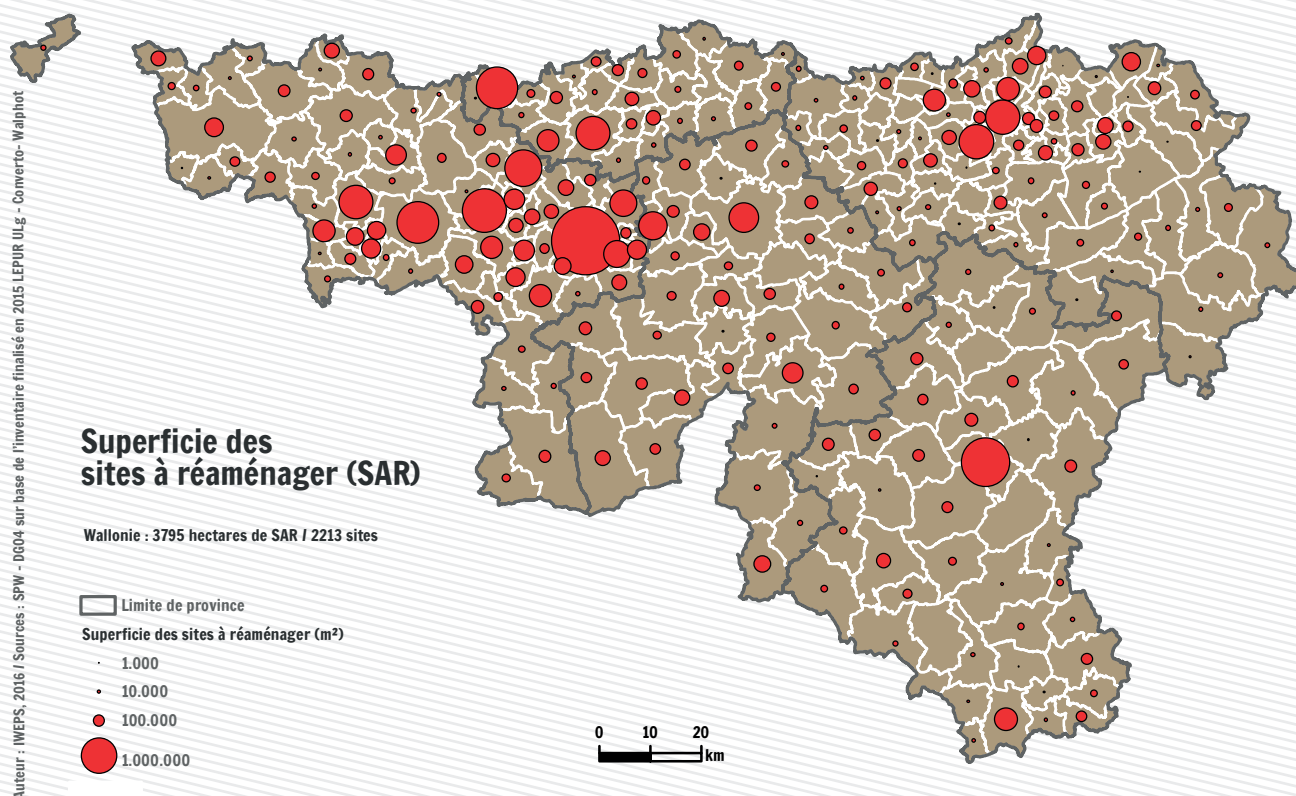 Superficie des
sites à réaménager (SAR)
Wallonie : 3795 hectares de SAR / 2213 sites
Limite de province
Superficie des sites à réaménager (m²)
1.000
10.000
100.000
1.000.000
0 10 20
km
Auteur : IWEPS, 2016 / Sources : SPW - DGO4 sur base de l'inventaire finalisé en 2015 LEPUR ULg - Converto- Walphot